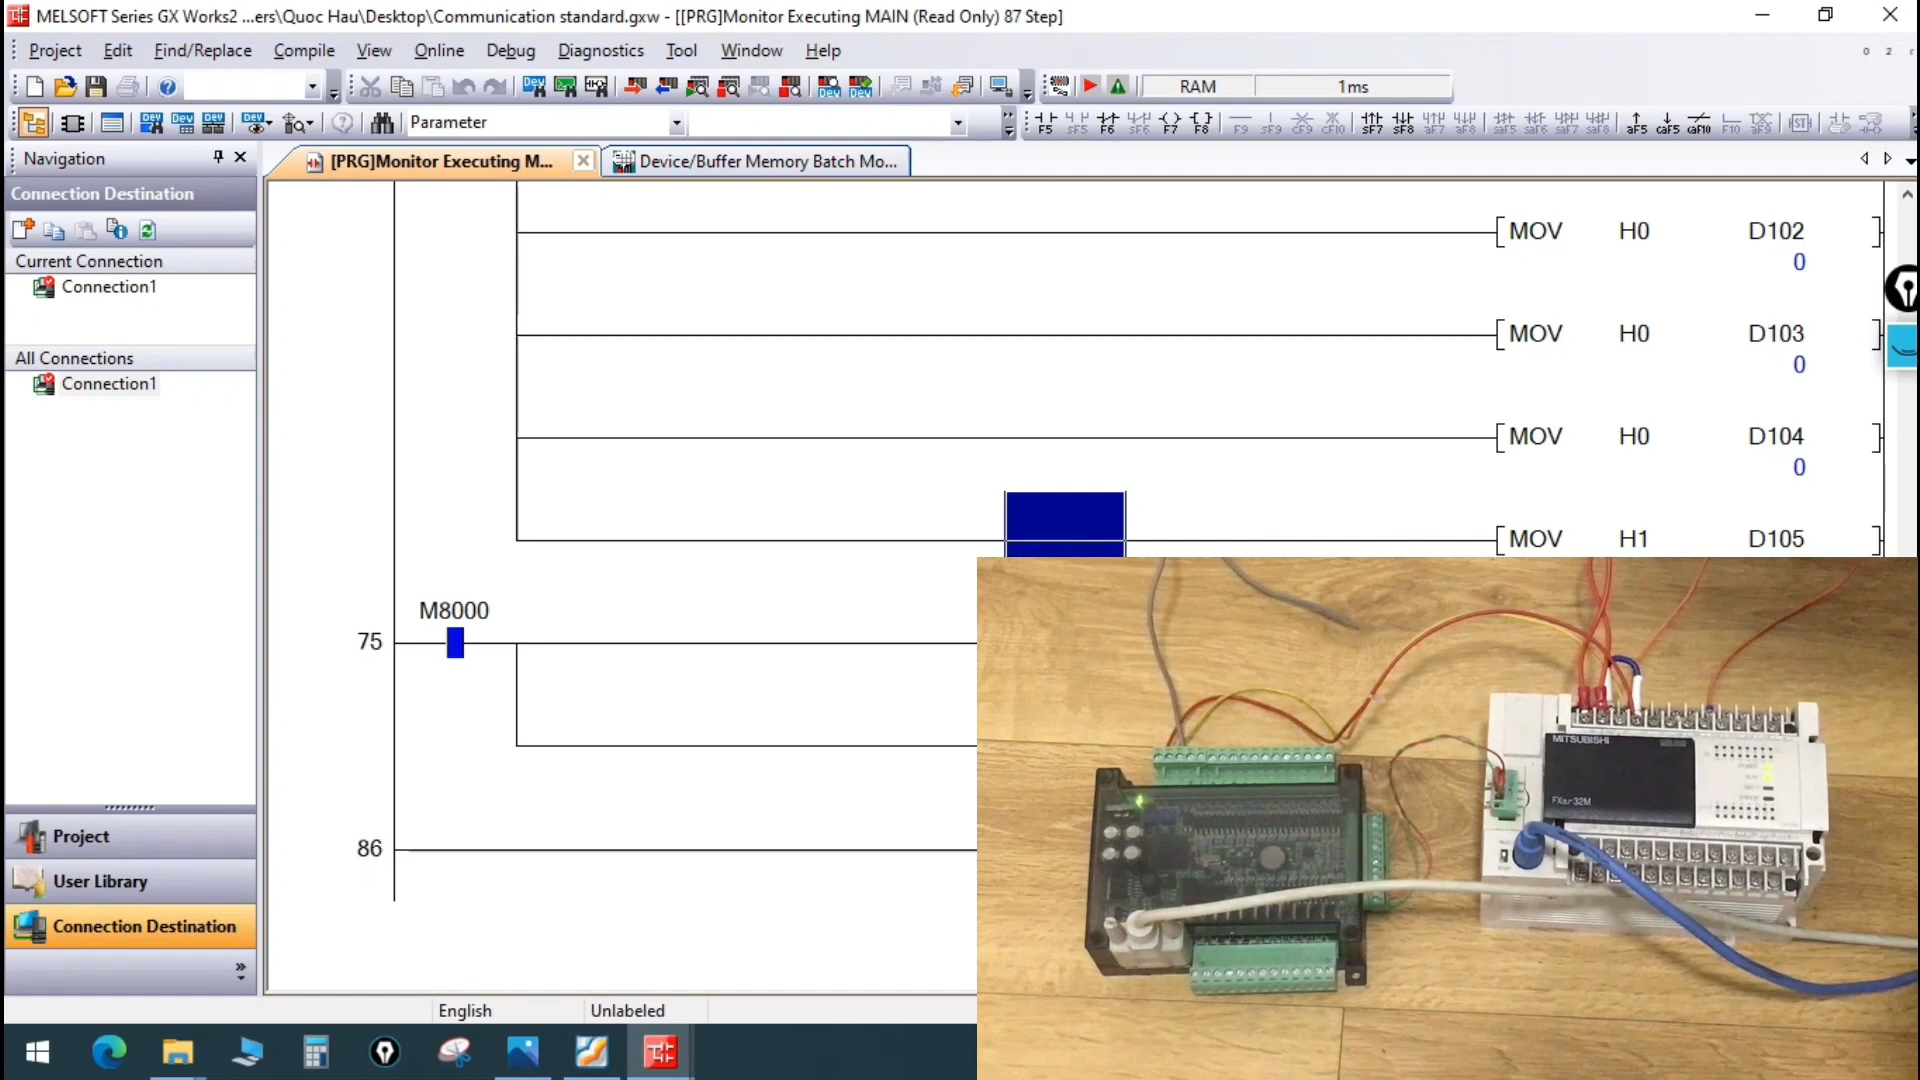 MELSOFT Series GX Works2 ...ers\Quoc Hau\Desktop\Communication standard.gxw - [[PRG]Monitor Executing MAIN (Read Only) 87 Step]
Project Edit Find/Replace Compile View Online Debug Diagnostics Tool Window Help
RAM 1ms
Parameter
Navigation
[PRG]Monitor Executing M... Device/Buffer Memory Batch Mo...
Connection Destination
Current Connection
Connection1
All Connections
Connection1
MOV H0 D102
0
MOV H0 D103
0
MOV H0 D104
0
MOV H1 D105
M8000
75
86
Project
User Library
Connection Destination
English Unlabeled
MITSUBISHI